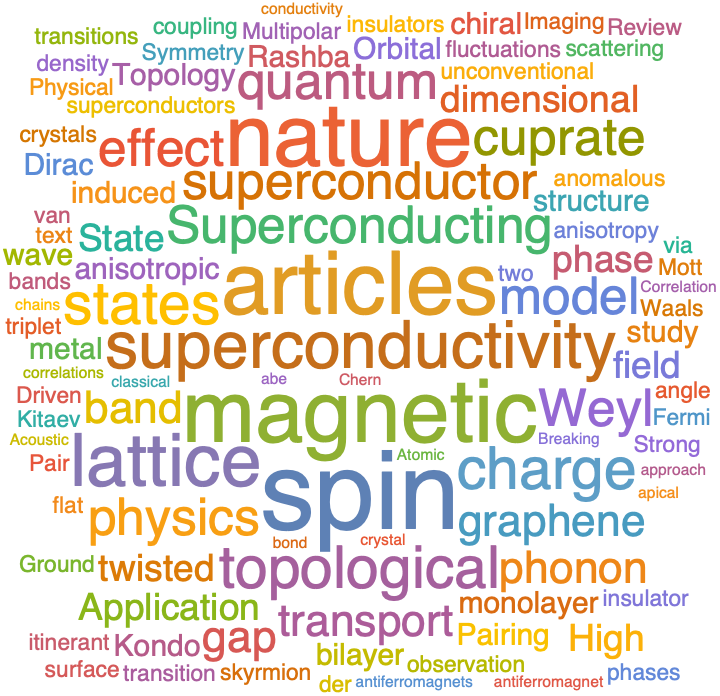 conductivity
transitions coupling Multipolar insulators chiral Imaging Review
density Symmetry Rashba Orbital fluctuations scattering
Physical Topology quantum unconventional
superconductors dimensional
crystals effect nature cuprate
Dirac induced superconductor anomalous
structure
van State Superconducting anisotropy via
text
wave anisotropic phase Mott
bands articles two Correlation
chains states model Waals
triplet superconductivity study
metal field
correlations classical abe Chern angle
Driven band magnetic Weyl Fermi
Kitaev
Acoustic lattice Atomic Breaking Strong
Pair spin charge approach
flat physics graphene apical
bond crystal
Ground twisted topological phonon
Application transport monolayer insulator
itinerant Kondo gap bilayer Pairing High
surface transition skyrmion observation
der antiferromagnets antiferromagnet phases